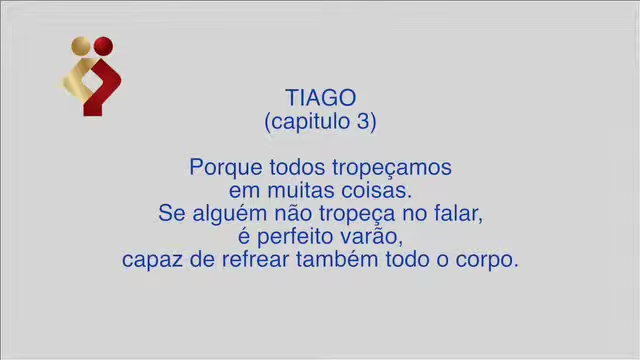 TIAGO
(capitulo 3)
Porque todos tropeçamos
em muitas coisas.
Se alguém não tropeça no falar,
é perfeito varão,
capaz de refrear também todo o corpo.